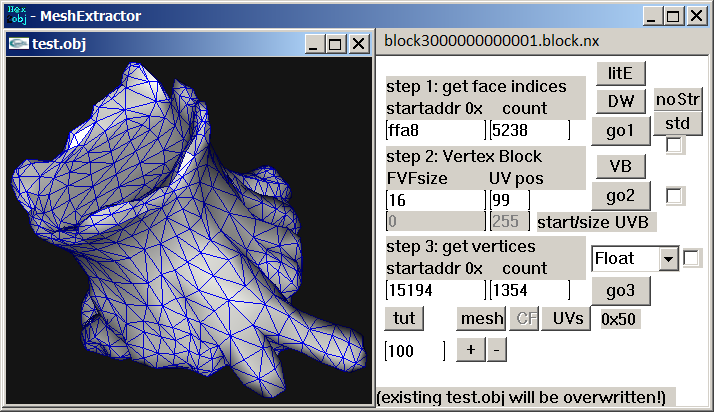 Hex
obj - MeshExtractor
test.obj
block3000000000001.block.nx
step 1: get face indices
startaddr 0x count
ffa8 5238
litE
DW
go1
noStr
std
step 2: Vertex Block
FVFsize UV pos
16 99
0 255 start/size UVB
VB
go2
step 3: get vertices
startaddr 0x count
15194 1354
Float
go3
tut mesh CF UVs 0x50
100 + -
(existing test.obj will be overwritten!)